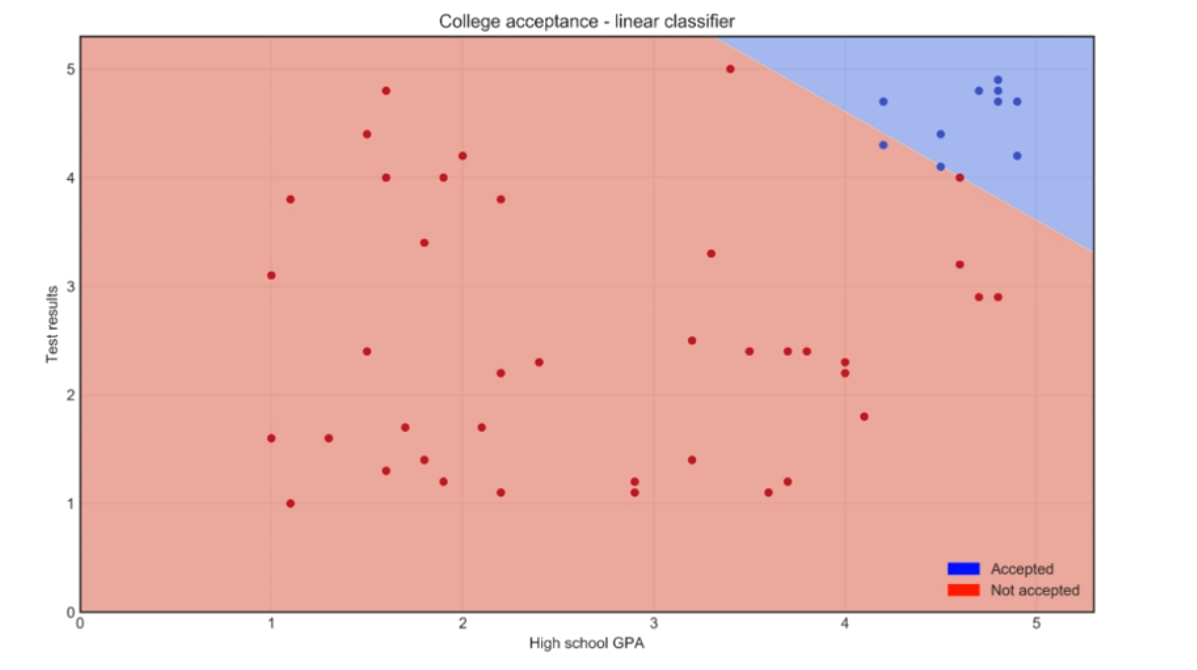 College acceptance - linear classifier
Test results
5
4
3
2
1
0
0 1 2 3 4 5
High school GPA
Accepted
Not accepted